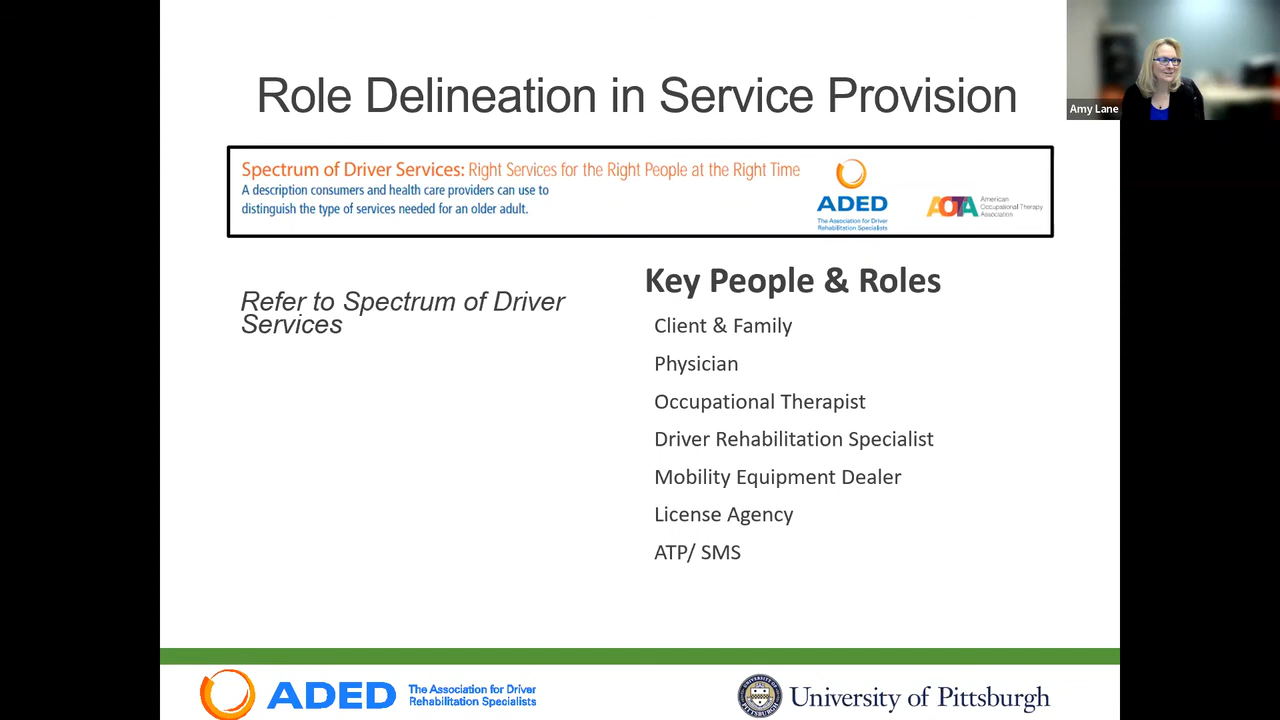 Role Delineation in Service Provision
Amy Lane
Spectrum of Driver Services: Right Services for the Right People at the Right Time
A description consumers and health care providers can use to
distinguish the type of services needed for an older adult.
ADED
The Association for Driver
Rehabilitation Specialists
AOTA
American
Occupational Therapy
Association
Refer to Spectrum of Driver
Services
Key People & Roles
Client & Family
Physician
Occupational Therapist
Driver Rehabilitation Specialist
Mobility Equipment Dealer
License Agency
ATP/ SMS
ADED
The Association for Driver
Rehabilitation Specialists
University of Pittsburgh